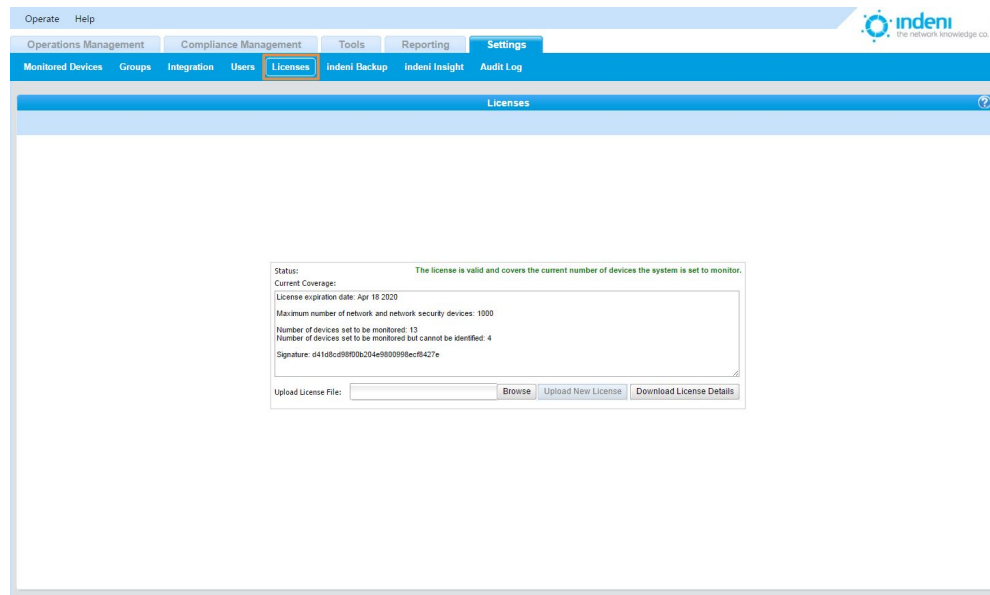 Operate Help
indeni
the network knowledge co.
Operations Management Compliance Management Tools Reporting Settings
Monitored Devices Groups Integration Users Licenses indeni Backup indeni Insight Audit Log
Licenses ?
Status: The license is valid and covers the current number of devices the system is set to monitor.
Current Coverage:
License expiration date: Apr 18 2020
Maximum number of network and network security devices: 1000
Number of devices set to be monitored: 13
Number of devices set to be monitored but cannot be identified: 4
Signature: d41d8cd98f00b204e9800998ecf8427e
Upload License File: Browse Upload New License Download License Details